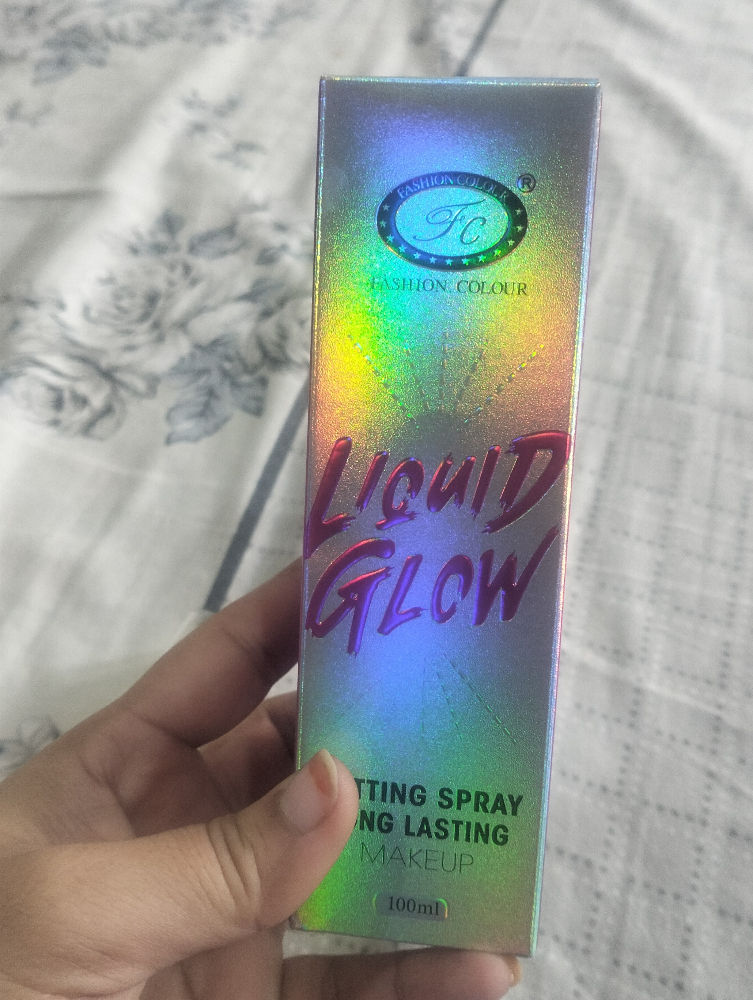 FASHION COLOUR
®
Fc
FASHION COLOUR
LIQUID
GLOW
TTING SPRAY
NG LASTING
MAKEUP
100ml